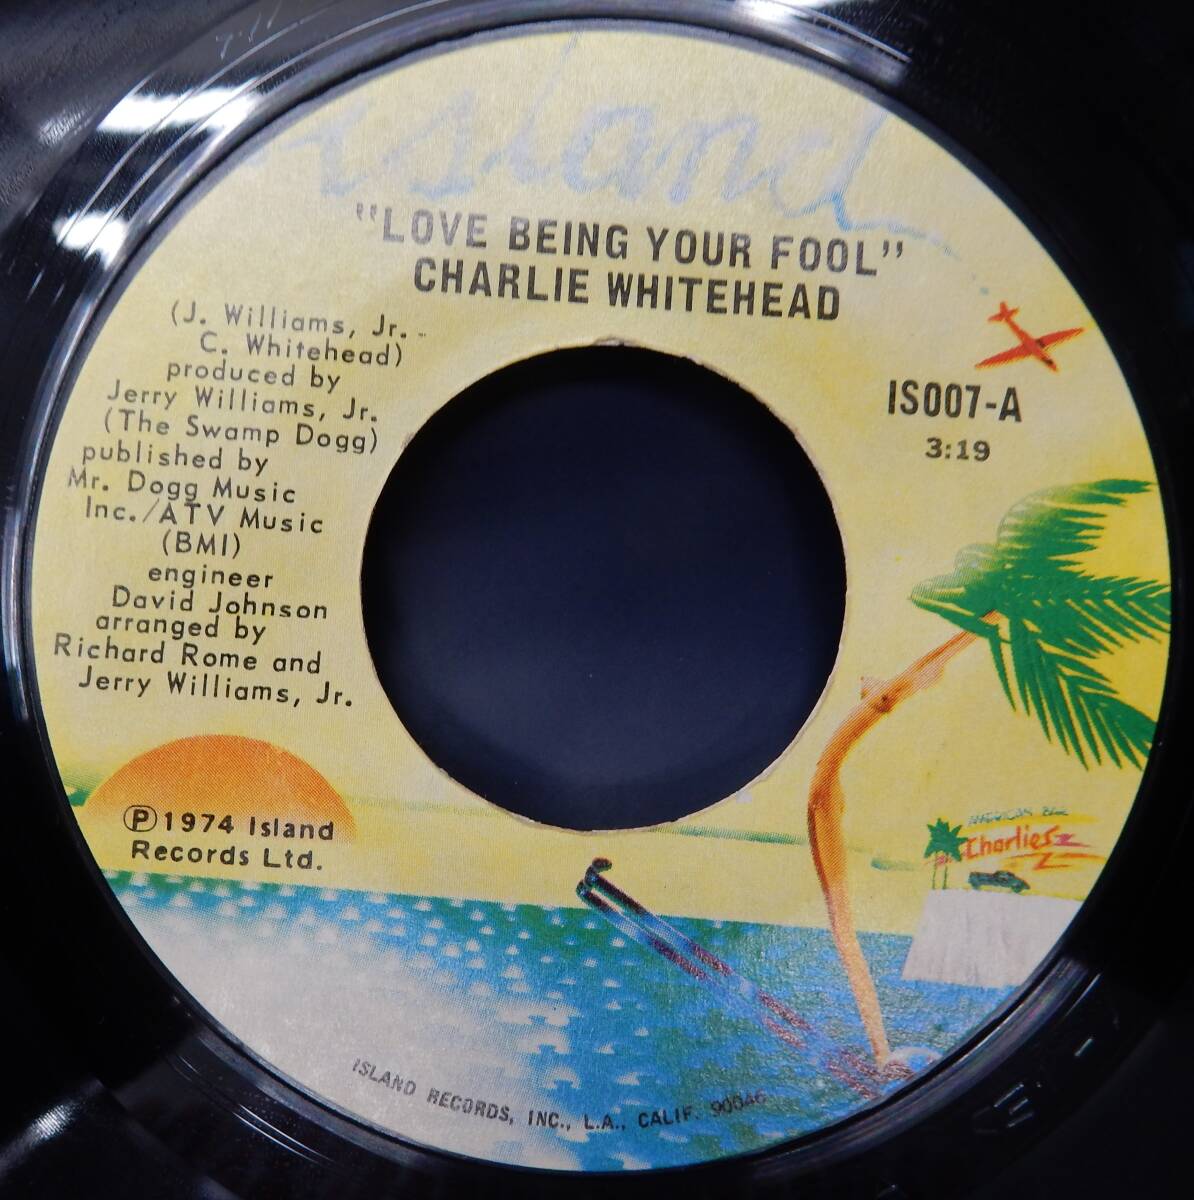 island
"LOVE BEING YOUR FOOL"
CHARLIE WHITEHEAD
(J. Williams, Jr. -
C. Whitehead)
produced by
Jerry Williams, Jr.
(The Swamp Dogg)
published by
Mr. Dogg Music
Inc./ATV Music
(BMI)
engineer
David Johnson
arranged by
Richard Rome and
Jerry Williams, Jr.
IS007-A
3:19
℗1974 Island
Records Ltd.
AMERICAN BAR
Charlies
ISLAND RECORDS, INC., L.A., CALIF. 90046